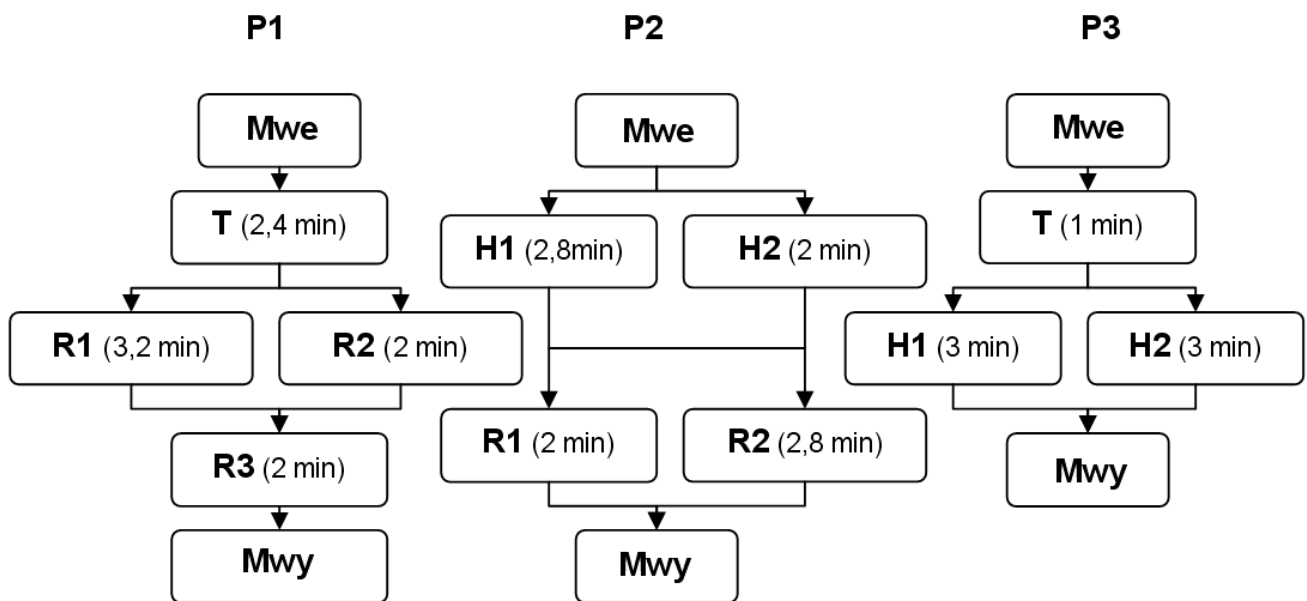 P1
P2
P3
Mwe
Mwe
Mwe
T (2,4 min)
H1 (2,8min)
H2 (2 min)
T (1 min)
R1 (3,2 min)
R2 (2 min)
H1 (3 min)
H2 (3 min)
R3 (2 min)
R1 (2 min)
R2 (2,8 min)
Mwy
Mwy
Mwy